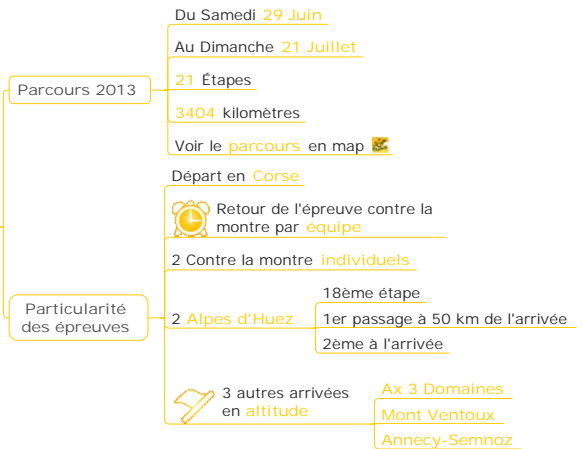 Du Samedi 29 Juin
Au Dimanche 21 Juillet
Parcours 2013
21 Étapes
3404 kilomètres
Voir le parcours en map
Départ en Corse
Retour de l'épreuve contre la
montre par équipe
2 Contre la montre individuels
Particularité
des épreuves
2 Alpes d'Huez
18ème étape
1er passage à 50 km de l'arrivée
2ème à l'arrivée
3 autres arrivées
en altitude
Ax 3 Domaines
Mont Ventoux
Annecy-Semnoz